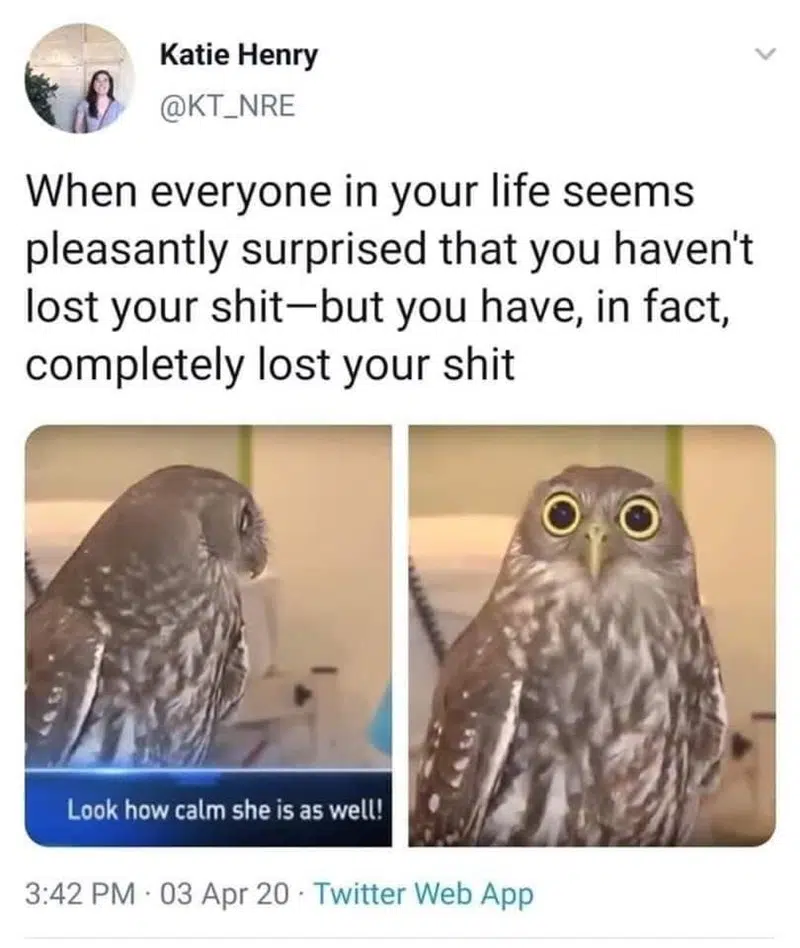 Katie Henry
@KT_NRE
When everyone in your life seems
pleasantly surprised that you haven't
lost your shit—but you have, in fact,
completely lost your shit
Look how calm she is as well!
3:42 PM · 03 Apr 20 · Twitter Web App